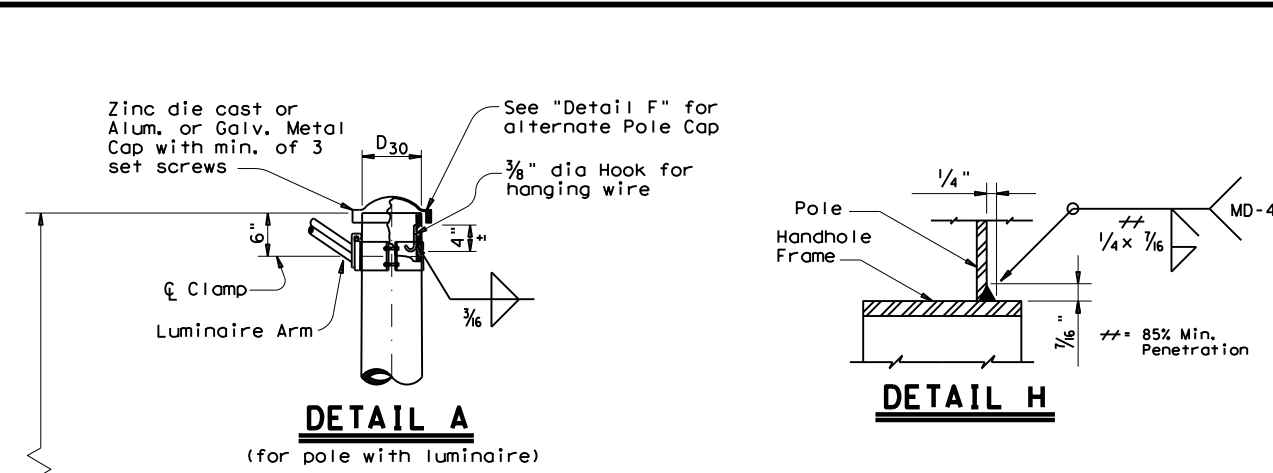 Zinc die cast or
Alum. or Galv. Metal
Cap with min. of 3
set screws
D30
See "Detail F" for
alternate Pole Cap
3/8" dia Hook for
hanging wire
6"
4"
±
℄ Clamp
Luminaire Arm
3/16
DETAIL A
(for pole with luminaire)
1/4"
Pole
Handhole
Frame
MD-4
1/4 x 7/16
7/16"
= 85% Min.
Penetration
DETAIL H